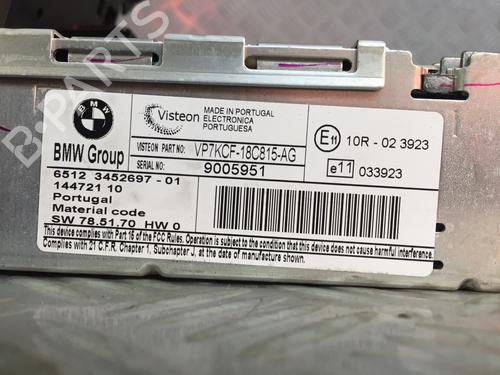 B-PARTS
BMW
BMW Group
Visteon
MADE IN PORTUGAL
ELECTRONICA
PORTUGUESA
VISTEON PART NO: VP7KCF-18C815-AG
SERIAL NO: 9005951
E11 10R - 02 3923
e11 033923
6512 3452697 - 01
144721 10
Portugal
Material code
SW 78.51.70 HW 0
This device complies with Part 15 of the FCC Rules. Operation is subject to the condition that this device does not cause harmful interference.
Complies with 21 C.F.R. Chapter 1, Subchapter J, at the date of manufacture shown.